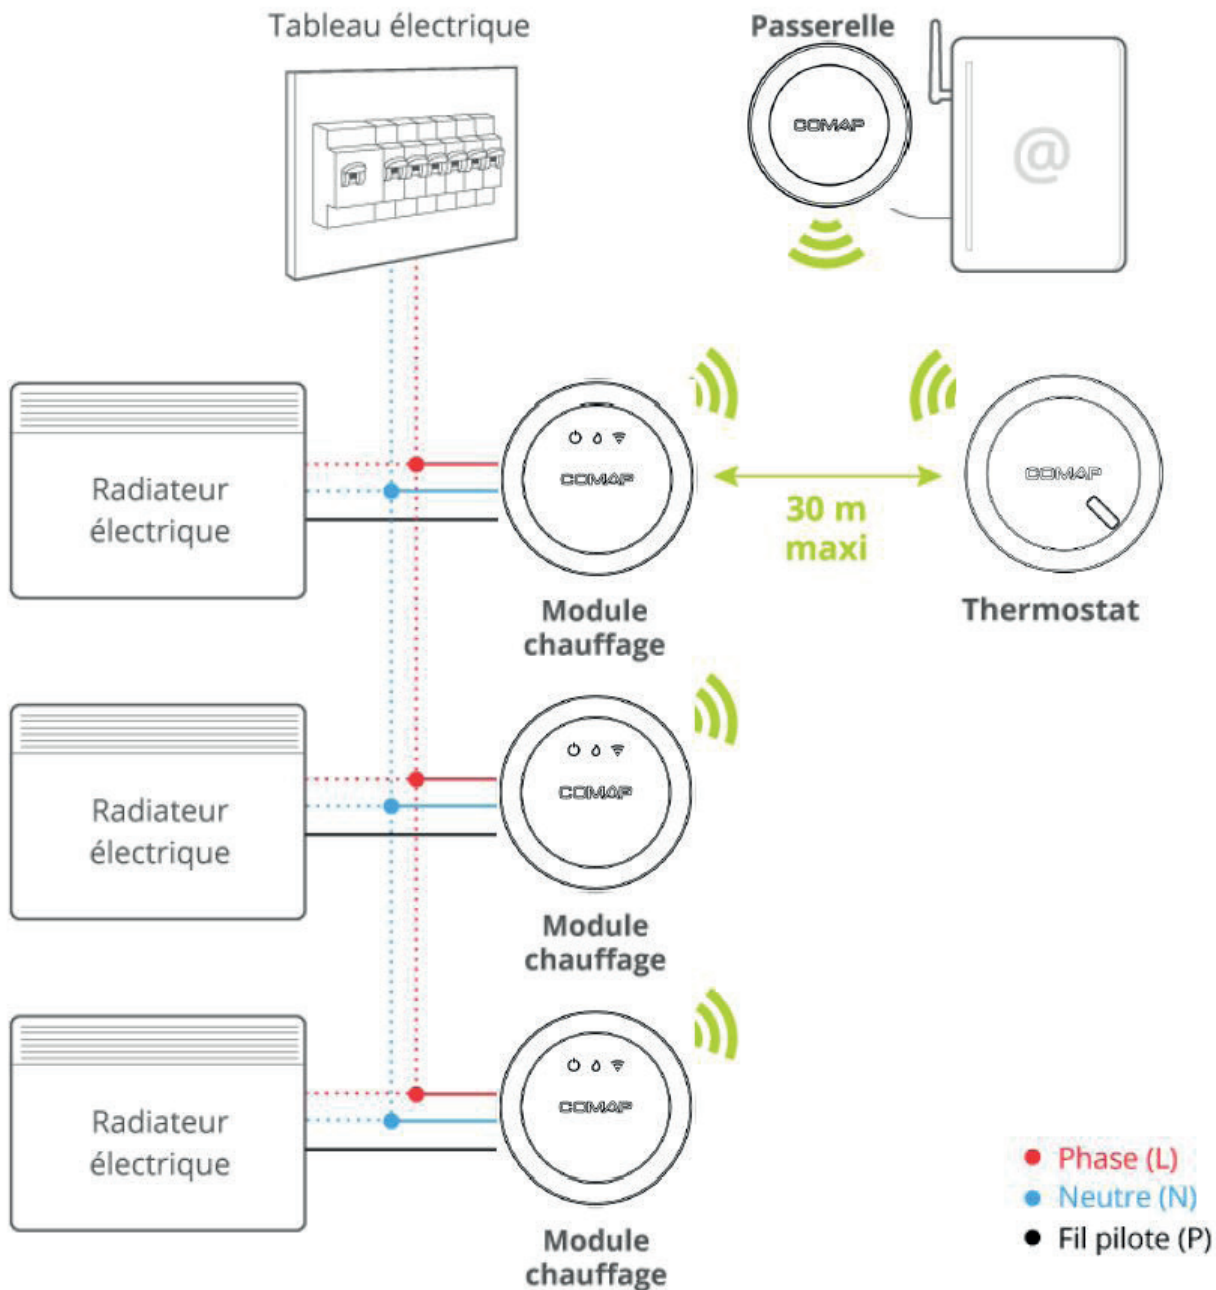 Tableau électrique
Passerelle
COMAP
@
Radiateur
électrique
COMAP
30 m
maxi
COMAP
Module
chauffage
Thermostat
Radiateur
électrique
COMAP
Module
chauffage
Radiateur
électrique
COMAP
Module
chauffage
Phase (L)
Neutre (N)
Fil pilote (P)